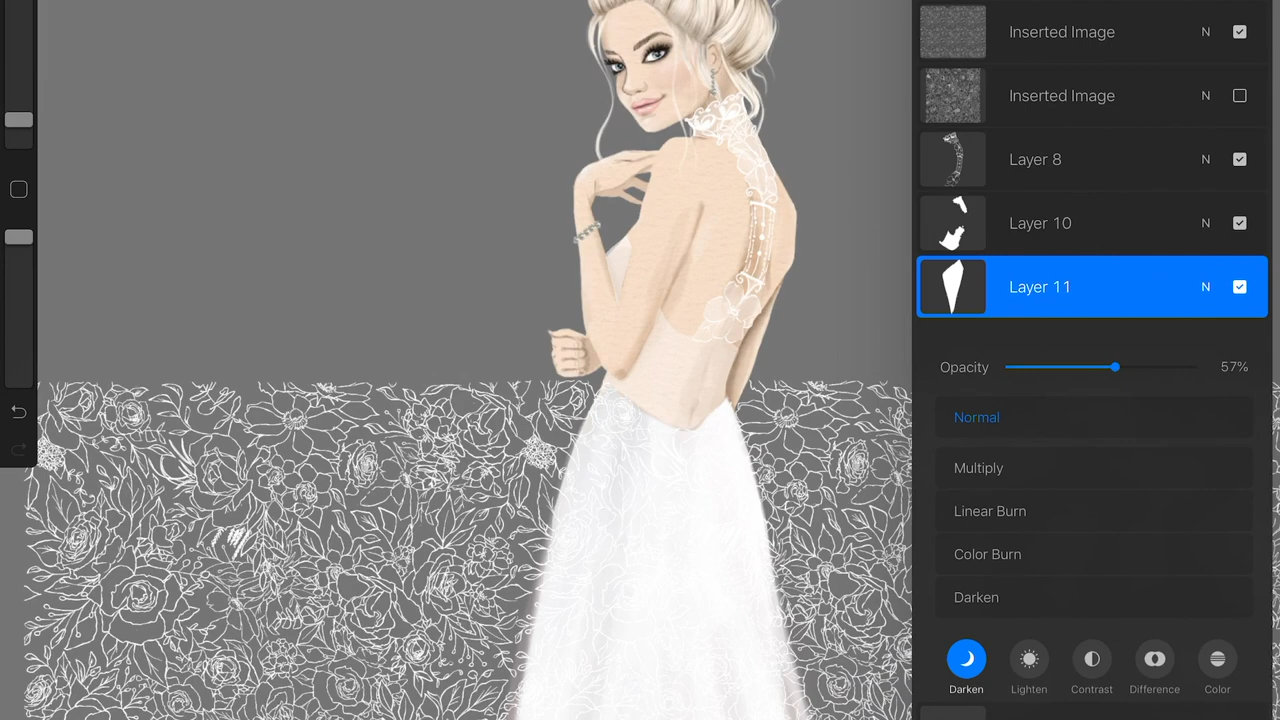 Inserted Image N
Inserted Image N
Layer 8 N
Layer 10 N
Layer 11 N
Opacity 57%
Normal
Multiply
Linear Burn
Color Burn
Darken
Darken Lighten Contrast Difference Color